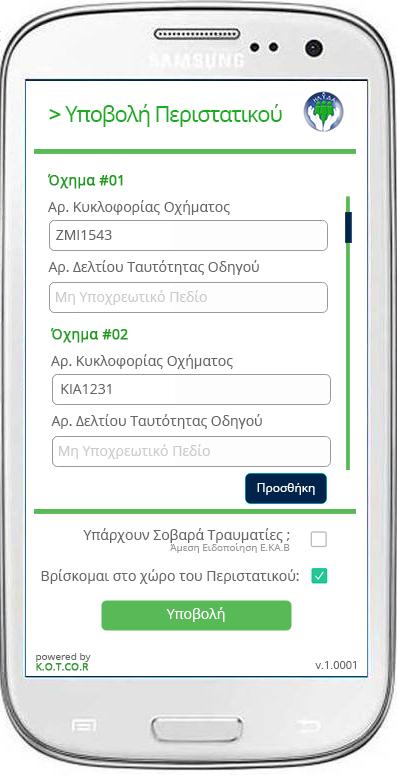 SAMSUNG
> Υποβολή Περιστατικού
Όχημα #01
Αρ. Κυκλοφορίας Οχήματος
ZMI1543
Αρ. Δελτίου Ταυτότητας Οδηγού
Μη Υποχρεωτικό Πεδίο
Όχημα #02
Αρ. Κυκλοφορίας Οχήματος
KIA1231
Αρ. Δελτίου Ταυτότητας Οδηγού
Μη Υποχρεωτικό Πεδίο
Προσθήκη
Υπάρχουν Σοβαρά Τραυματίες ;
Άμεση Ειδοποίηση Ε.ΚΑ.Β
Βρίσκομαι στο χώρο του Περιστατικού:
Υποβολή
powered by
K.O.T.CO.R
v.1.0001